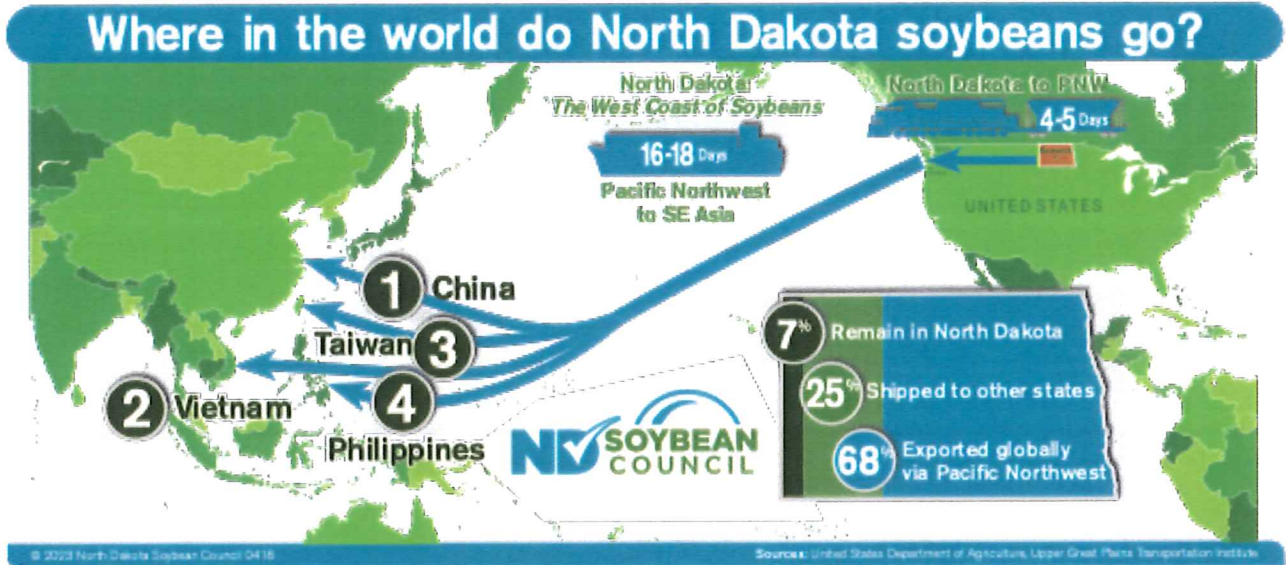 Where in the world do North Dakota soybeans go?
North Dakota:
The West Coast of Soybeans
16-18 Days
Pacific Northwest
to SE Asia
North Dakota to PNW
4-5 Days
UNITED STATES
1 China
Taiwan 3
2 Vietnam
4
Philippines
ND SOYBEAN
COUNCIL
7% Remain in North Dakota
25% Shipped to other states
68% Exported globally
via Pacific Northwest
© 2023 North Dakota Soybean Council 0418
Sources: United States Department of Agriculture, Upper Great Plains Transportation Institute